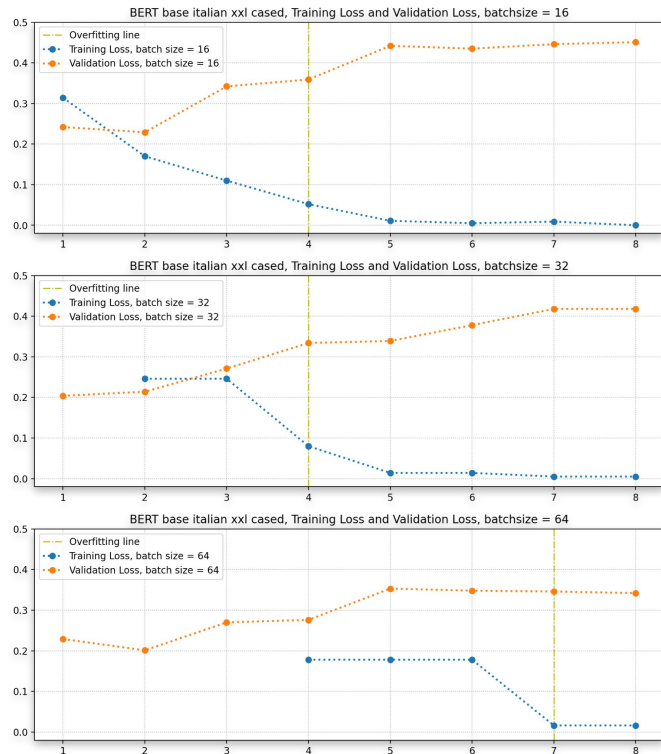 BERT base italian xxl cased, Training Loss and Validation Loss, batchsize = 16
Overfitting line
Training Loss, batch size = 16
Validation Loss, batch size = 16
0.5
0.4
0.3
0.2
0.1
0.0
1 2 3 4 5 6 7 8
BERT base italian xxl cased, Training Loss and Validation Loss, batchsize = 32
Overfitting line
Training Loss, batch size = 32
Validation Loss, batch size = 32
0.5
0.4
0.3
0.2
0.1
0.0
1 2 3 4 5 6 7 8
BERT base italian xxl cased, Training Loss and Validation Loss, batchsize = 64
Overfitting line
Training Loss, batch size = 64
Validation Loss, batch size = 64
0.5
0.4
0.3
0.2
0.1
0.0
1 2 3 4 5 6 7 8